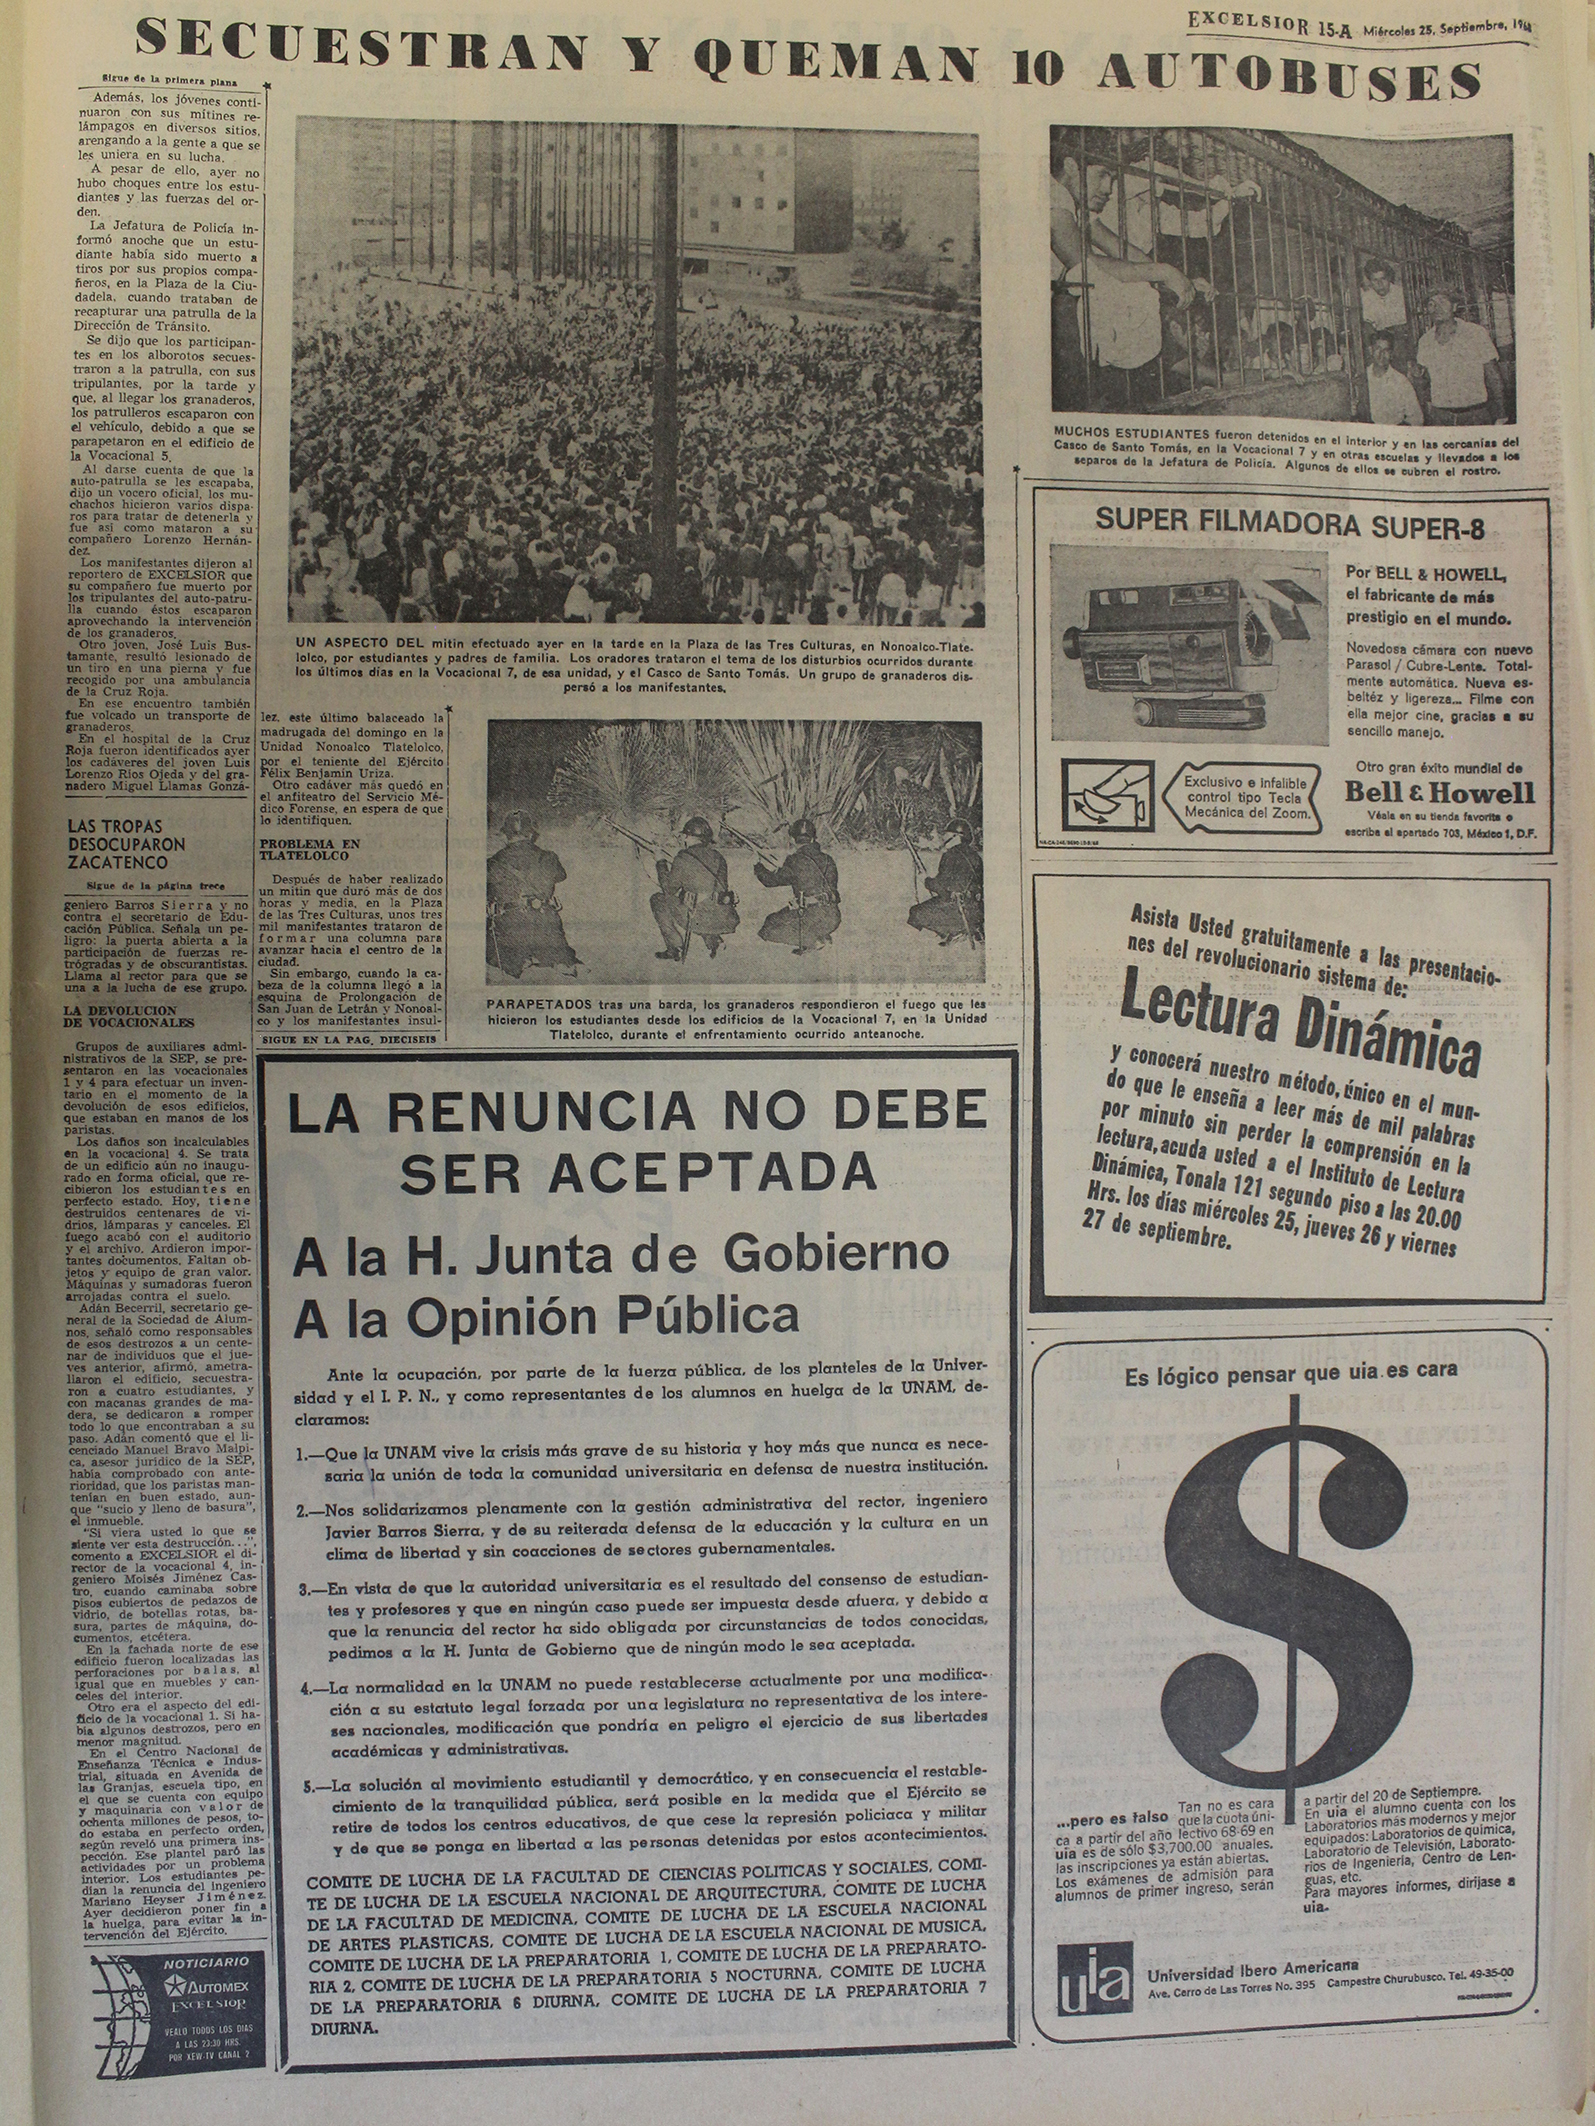 EXCELSIOR 15-A Miércoles 25, Septiembre, 1968
SECUESTRAN Y QUEMAN 10 AUTOBUSES
Sigue de la primera plana
Además, los jóvenes conti-
nuaron con sus mítines re-
lámpagos en diversos sitios,
arengando a la gente a que se
les uniera en su lucha.
A pesar de ello, ayer no
hubo choques entre los estu-
diantes y las fuerzas del or-
den.
La Jefatura de Policía in-
formó anoche que un estu-
diante había sido muerto a
tiros por sus propios compa-
ñeros, en la Plaza de la Ciu-
dadela, cuando trataban de
recapturar una patrulla de la
Dirección de Tránsito.
Se dijo que los participan-
tes en los alborotos secues-
traron a la patrulla, con sus
tripulantes, por la tarde y
que, al llegar los granaderos,
los patrulleros escaparon con
el vehículo, debido a que se
parapetaron en el edificio de
la Vocacional 5.
Al darse cuenta de que la
auto-patrulla se les escapaba,
dijo un vocero oficial, los mu-
chachos hicieron varios dispa-
ros para tratar de detenerla y
fue así como mataron a su
compañero Lorenzo Hernán-
dez.
Los manifestantes dijeron al
reportero de EXCELSIOR que
su compañero fue muerto por
los tripulantes del auto-patru-
lla cuando éstos escaparon
aprovechando la intervención
de los granaderos.
Otro joven, José Luis Bus-
tamante, resultó lesionado de
un tiro en una pierna y fue
recogido por una ambulancia
de la Cruz Roja.
En ese encuentro también
fue volcado un transporte de
granaderos.
En el hospital de la Cruz
Roja fueron identificados ayer
los cadáveres del joven Luis
Lorenzo Ríos Ojeda y del gra-
nadero Miguel Llamas Gonzá-
lez, este último balaceado la
madrugada del domingo en la
Unidad Nonoalco Tlatelolco,
por el teniente del Ejército
Félix Benjamín Uriza.
Otro cadáver más quedó en
el anfiteatro del Servicio Mé-
dico Forense, en espera de que
lo identifiquen.
PROBLEMA EN
TLATELOLCO
Después de haber realizado
un mitin que duró más de dos
horas y media, en la Plaza
de las Tres Culturas, unos tres
mil manifestantes trataron de
formar una columna para
avanzar hacia el centro de la
ciudad.
Sin embargo, cuando la ca-
beza de la columna llegó a la
esquina de Prolongación de
San Juan de Letrán y Nonoal-
co y los manifestantes insul-
SIGUE EN LA PAG. DIECISEIS
LAS TROPAS
DESOCUPARON
ZACATENCO
Sigue de la página trece
geniero Barros Sierra y no
contra el secretario de Edu-
cación Pública. Señala un pe-
ligro: la puerta abierta a la
participación de fuerzas re-
trógradas y de obscurantistas.
Llama al rector para que se
una a la lucha de ese grupo.
LA DEVOLUCION
DE VOCACIONALES
Grupos de auxiliares admi-
nistrativos de la SEP, se pre-
sentaron en las vocacionales
1 y 4 para efectuar un inven-
tario en el momento de la
devolución de esos edificios,
que estaban en manos de los
paristas.
Los daños son incalculables
en la vocacional 4. Se trata
de un edificio aún no inaugu-
rado en forma oficial, que re-
cibieron los estudiantes en
perfecto estado. Hoy, tiene
destruidos centenares de vi-
drios, lámparas y canceles. El
fuego acabó con el auditorio
y el archivo. Ardieron impor-
tantes documentos. Faltan ob-
jetos y equipo de gran valor.
Máquinas y sumadoras fueron
arrojadas contra el suelo.
Adán Becerril, secretario ge-
neral de la Sociedad de Alum-
nos, señaló como responsables
de esos destrozos a un cente-
nar de individuos que el jue-
ves anterior, afirmó, ametra-
llaron el edificio, secuestra-
ron a cuatro estudiantes, y
con macanas grandes de ma-
dera, se dedicaron a romper
todo lo que encontraban a su
paso. Adán comentó que el li-
cenciado Manuel Bravo Malpi-
ca, asesor jurídico de la SEP,
había comprobado con ante-
rioridad, que los paristas man-
tenían en buen estado, aun-
que "sucio y lleno de basura",
el inmueble.
"Si viera usted lo que se
siente ver esta destrucción...",
comento a EXCELSIOR el di-
rector de la vocacional 4, in-
geniero Moisés Jiménez Cas-
tro, cuando caminaba sobre
pisos cubiertos de pedazos de
vidrio, de botellas rotas, ba-
sura, partes de máquina, do-
cumentos, etcétera.
En la fachada norte de ese
edificio fueron localizadas las
perforaciones por balas, al
igual que en muebles y can-
celes del interior.
Otro era el aspecto del edi-
ficio de la vocacional 1. Si ha-
bía algunos destrozos, pero en
menor magnitud.
En el Centro Nacional de
Enseñanza Técnica e Indus-
trial, situada en Avenida de
las Granjas, escuela tipo, en
el que se cuenta con equipo
y maquinaria con valor de
ochenta millones de pesos, to-
do estaba en perfecto orden,
según reveló una primera ins-
pección. Ese plantel paró las
actividades por un problema
interior. Los estudiantes pe-
dían la renuncia del ingeniero
Mariano Heyser Jiménez.
Ayer decidieron poner fin a
la huelga, para evitar la in-
tervención del Ejército.
NOTICIARIO
AUTOMEX
EXCELSIOR
VEALO TODOS LOS DIAS
A LAS 23:30 HRS.
POR XEW-TV CANAL 2
UN ASPECTO DEL mitin efectuado ayer en la tarde en la Plaza de las Tres Culturas, en Nonoalco-Tlate-
lolco, por estudiantes y padres de familia. Los oradores trataron el tema de los disturbios ocurridos durante
los últimos días en la Vocacional 7, de esa unidad, y el Casco de Santo Tomás. Un grupo de granaderos dis-
persó a los manifestantes.
PARAPETADOS tras una barda, los granaderos respondieron el fuego que les
hicieron los estudiantes desde los edificios de la Vocacional 7, en la Unidad
Tlatelolco, durante el enfrentamiento ocurrido anteanoche.
LA RENUNCIA NO DEBE
SER ACEPTADA
A la H. Junta de Gobierno
A la Opinión Pública
Ante la ocupación, por parte de la fuerza pública, de los planteles de la Univer-
sidad y el I. P. N., y como representantes de los alumnos en huelga de la UNAM, de-
claramos:
1.—Que la UNAM vive la crisis más grave de su historia y hoy más que nunca es nece-
saria la unión de toda la comunidad universitaria en defensa de nuestra institución.
2.—Nos solidarizamos plenamente con la gestión administrativa del rector, ingeniero
Javier Barros Sierra, y de su reiterada defensa de la educación y la cultura en un
clima de libertad y sin coacciones de sectores gubernamentales.
3.—En vista de que la autoridad universitaria es el resultado del consenso de estudian-
tes y profesores y que en ningún caso puede ser impuesta desde afuera, y debido a
que la renuncia del rector ha sido obligada por circunstancias de todos conocidas,
pedimos a la H. Junta de Gobierno que de ningún modo le sea aceptada.
4.—La normalidad en la UNAM no puede restablecerse actualmente por una modifica-
ción a su estatuto legal forzada por una legislatura no representativa de los intere-
ses nacionales, modificación que pondría en peligro el ejercicio de sus libertades
académicas y administrativas.
5.—La solución al movimiento estudiantil y democrático, y en consecuencia el restable-
cimiento de la tranquilidad pública, será posible en la medida que el Ejército se
retire de todos los centros educativos, de que cese la represión policiaca y militar
y de que se ponga en libertad a las personas detenidas por estos acontecimientos.
COMITE DE LUCHA DE LA FACULTAD DE CIENCIAS POLITICAS Y SOCIALES, COMI-
TE DE LUCHA DE LA ESCUELA NACIONAL DE ARQUITECTURA, COMITE DE LUCHA
DE LA FACULTAD DE MEDICINA, COMITE DE LUCHA DE LA ESCUELA NACIONAL
DE ARTES PLASTICAS, COMITE DE LUCHA DE LA ESCUELA NACIONAL DE MUSICA,
COMITE DE LUCHA DE LA PREPARATORIA 1, COMITE DE LUCHA DE LA PREPARATO-
RIA 2, COMITE DE LUCHA DE LA PREPARATORIA 5 NOCTURNA, COMITE DE LUCHA
DE LA PREPARATORIA 6 DIURNA, COMITE DE LUCHA DE LA PREPARATORIA 7
DIURNA.
MUCHOS ESTUDIANTES fueron detenidos en el interior y en las cercanías del
Casco de Santo Tomás, en la Vocacional 7 y en otras escuelas y llevados a los
separos de la Jefatura de Policía. Algunos de ellos se cubren el rostro.
SUPER FILMADORA SUPER-8
Por BELL & HOWELL,
el fabricante de más
prestigio en el mundo.
Novedosa cámara con nuevo
Parasol / Cubre-Lente. Total-
mente automática. Nueva es-
beltéz y ligereza... Filme con
ella mejor cine, gracias a su
sencillo manejo.
Exclusivo e infalible
control tipo Tecla
Mecánica del Zoom.
Otro gran éxito mundial de
Bell & Howell
Véala en su tienda favorita o
escriba al apartado 703, México 1, D.F.
Asista Usted gratuitamente a las presentacio-
nes del revolucionario sistema de:
Lectura Dinámica
y conocerá nuestro método, único en el mun-
do que le enseña a leer más de mil palabras
por minuto sin perder la comprensión en la
lectura, acuda usted a el Instituto de Lectura
Dinámica, Tonala 121 segundo piso a las 20.00
Hrs. los días miércoles 25, jueves 26 y viernes
27 de septiembre.
Es lógico pensar que uia es cara
$
...pero es falso
Tan no es cara
que la cuota úni-
ca a partir del año lectivo 68-69 en
uia es de sólo $3,700.00 anuales.
las inscripciones ya están abiertas.
Los exámenes de admisión para
alumnos de primer ingreso, serán
a partir del 20 de Septiempre.
En uia el alumno cuenta con los
Laboratorios más modernos y mejor
equipados: Laboratorios de química,
Laboratorio de Televisión, Laborato-
rios de Ingeniería, Centro de Len-
guas, etc.
Para mayores informes, diríjase a
uia.
uia
Universidad Ibero Americana
Ave. Cerro de Las Torres No. 395 Campestre Churubusco. Tel. 49-35-00